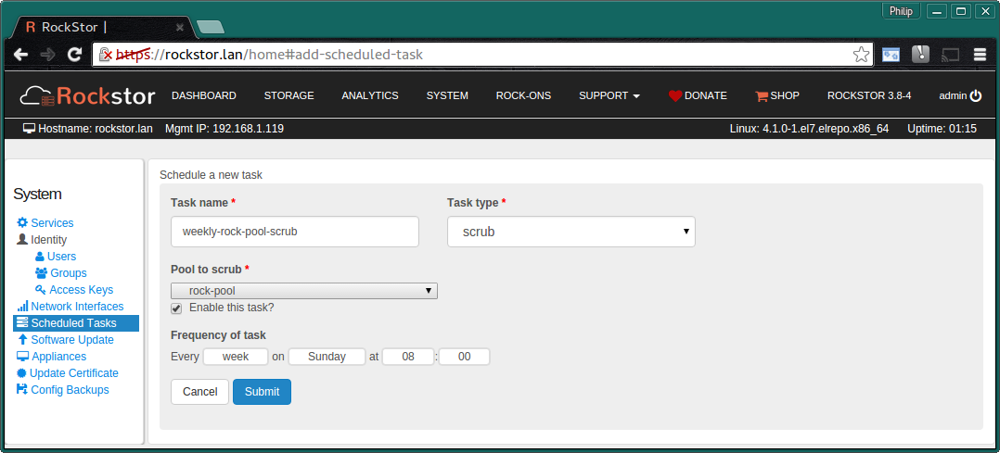 Philip
R RockStor |
https://rockstor.lan/home#add-scheduled-task
Rockstor DASHBOARD STORAGE ANALYTICS SYSTEM ROCK-ONS SUPPORT DONATE SHOP ROCKSTOR 3.8-4 admin
Hostname: rockstor.lan Mgmt IP: 192.168.1.119 Linux: 4.1.0-1.el7.elrepo.x86_64 Uptime: 01:15
System
Services
Identity
Users
Groups
Access Keys
Network Interfaces
Scheduled Tasks
Software Update
Appliances
Update Certificate
Config Backups
Schedule a new task
Task name * Task type *
weekly-rock-pool-scrub scrub
Pool to scrub *
rock-pool
Enable this task?
Frequency of task
Every week on Sunday at 08 : 00
Cancel Submit